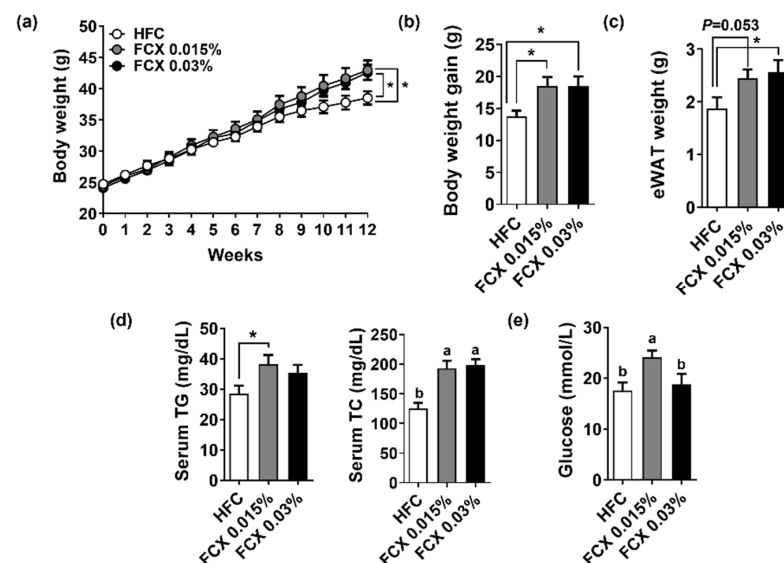 (a)
HFC
FCX 0.015%
FCX 0.03%
Body weight (g)
50
45
40
35
30
25
20
0 1 2 3 4 5 6 7 8 9 10 11 12
Weeks
* *
(b)
Body weight gain (g)
25
20
15
10
5
0
*
*
HFC
FCX 0.015%
FCX 0.03%
(c)
P=0.053
*
eWAT weight (g)
3
2
1
0
HFC
FCX 0.015%
FCX 0.03%
(d)
Serum TG (mg/dL)
50
40
30
20
10
0
*
HFC
FCX 0.015%
FCX 0.03%
Serum TC (mg/dL)
250
200
150
100
50
0
b a a
HFC
FCX 0.015%
FCX 0.03%
(e)
Glucose (mmol/L)
30
20
10
0
b a b
HFC
FCX 0.015%
FCX 0.03%